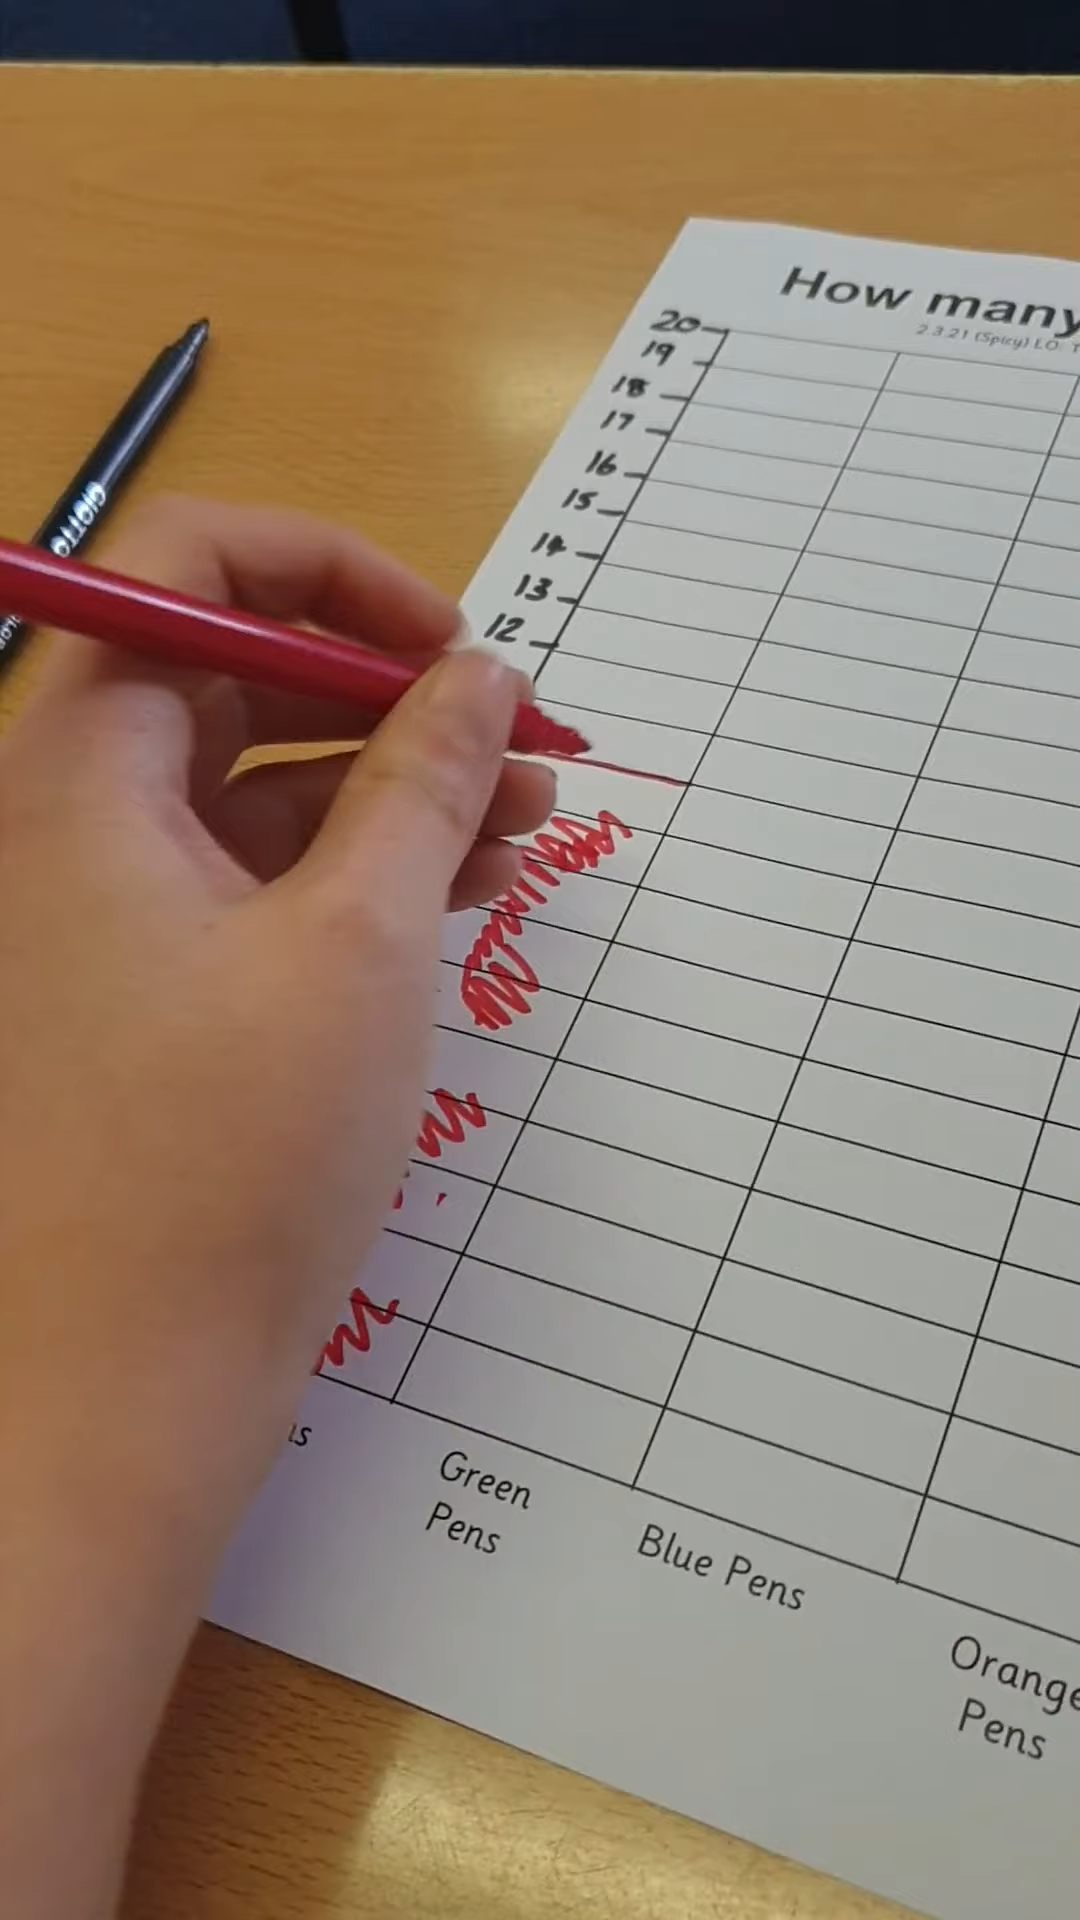 How many
2.3.21 (Spicy) LO: T
20
19
18
17
16
15
14
13
12
GIOTTO
Green
Pens
Blue Pens
Orange
Pens